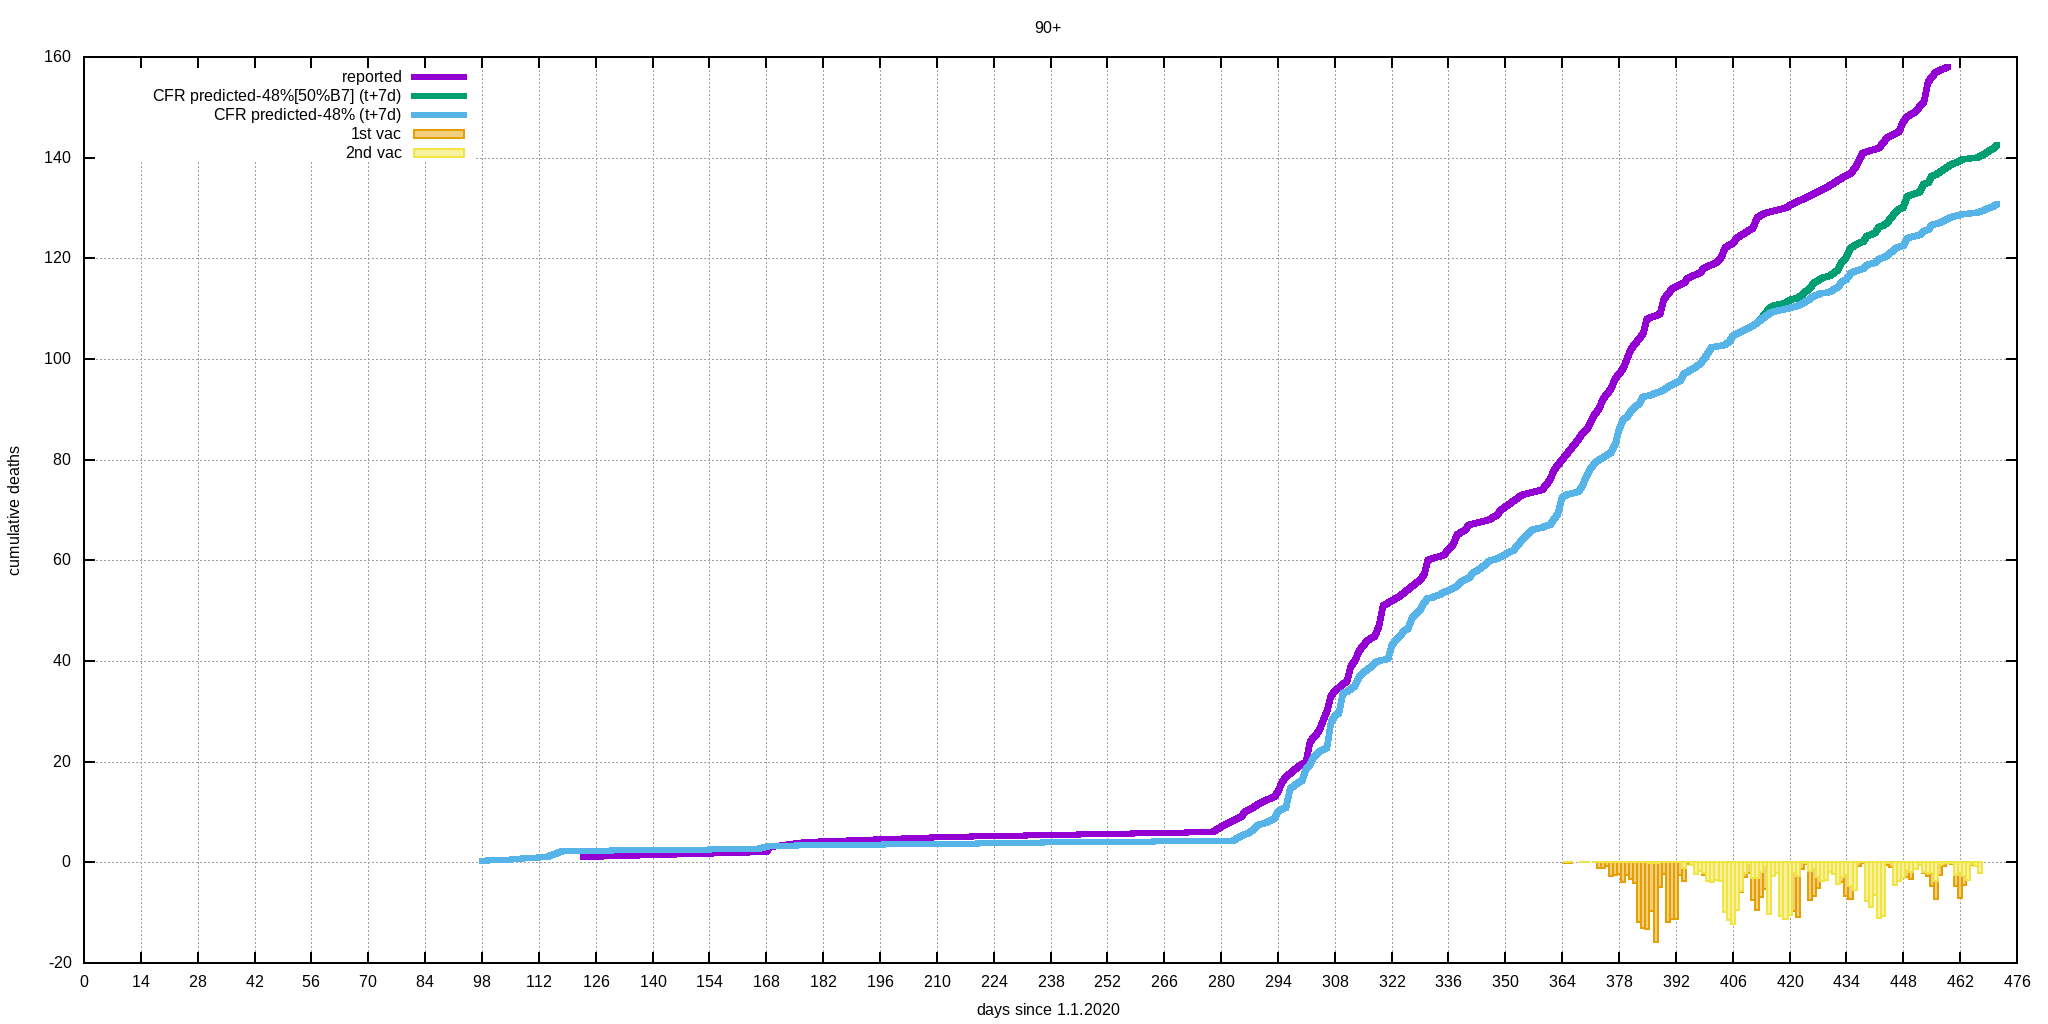 90+
160
140
120
100
80
60
40
20
0
-20
cumulative deaths
reported
CFR predicted-48%[50%B7] (t+7d)
CFR predicted-48% (t+7d)
1st vac
2nd vac
0 14 28 42 56 70 84 98 112 126 140 154 168 182 196 210 224 238 252 266 280 294 308 322 336 350 364 378 392 406 420 434 448 462 476
days since 1.1.2020